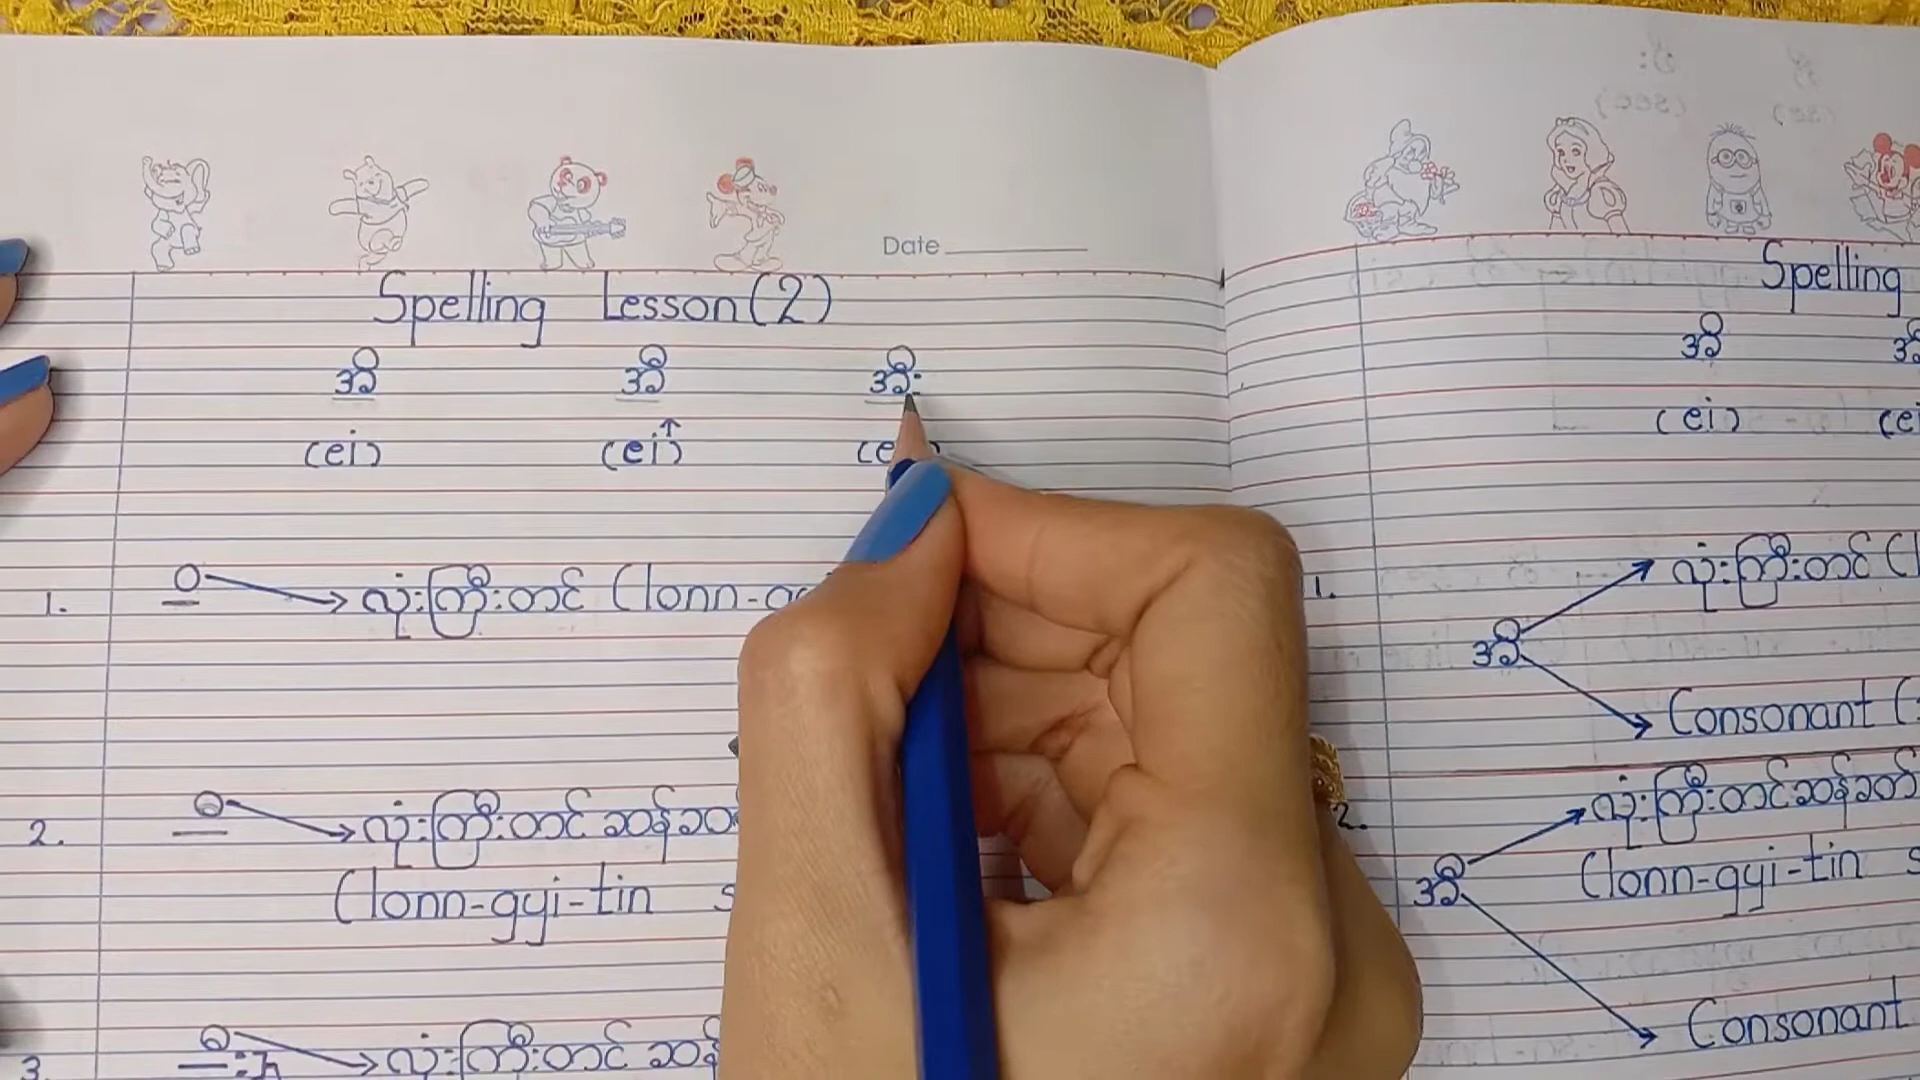 Date
Spelling Lesson (2)
အိ အီ အီး
(ei) (ei↑)
1. ိ → လုံးကြီးတင် (lonn-
2. ီ → လုံးကြီးတင် ဆန်ခတ်
(lonn-gyi-tin
3. ီး → လုံးကြီးတင် ဆန်
Spelling
အိ
(ei)
1. အိ → လုံးကြီးတင်
→ Consonant
2. အီ → လုံးကြီးတင်ဆန်ခတ်
(lonn-gyi-tin
→ Consonant